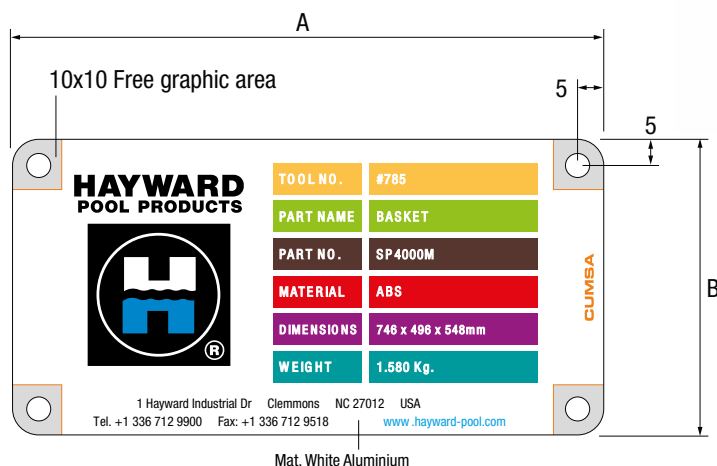 A
10x10 Free graphic area
5
5
HAYWARD
POOL PRODUCTS
®
TOOL NO. #785
PART NAME BASKET
PART NO. SP4000M
MATERIAL ABS
DIMENSIONS 746 x 496 x 548mm
WEIGHT 1.580 Kg.
CUMSA
B
1 Hayward Industrial Dr Clemmons NC 27012 USA
Tel. +1 336 712 9900 Fax: +1 336 712 9518 www.hayward-pool.com
Mat. White Aluminium